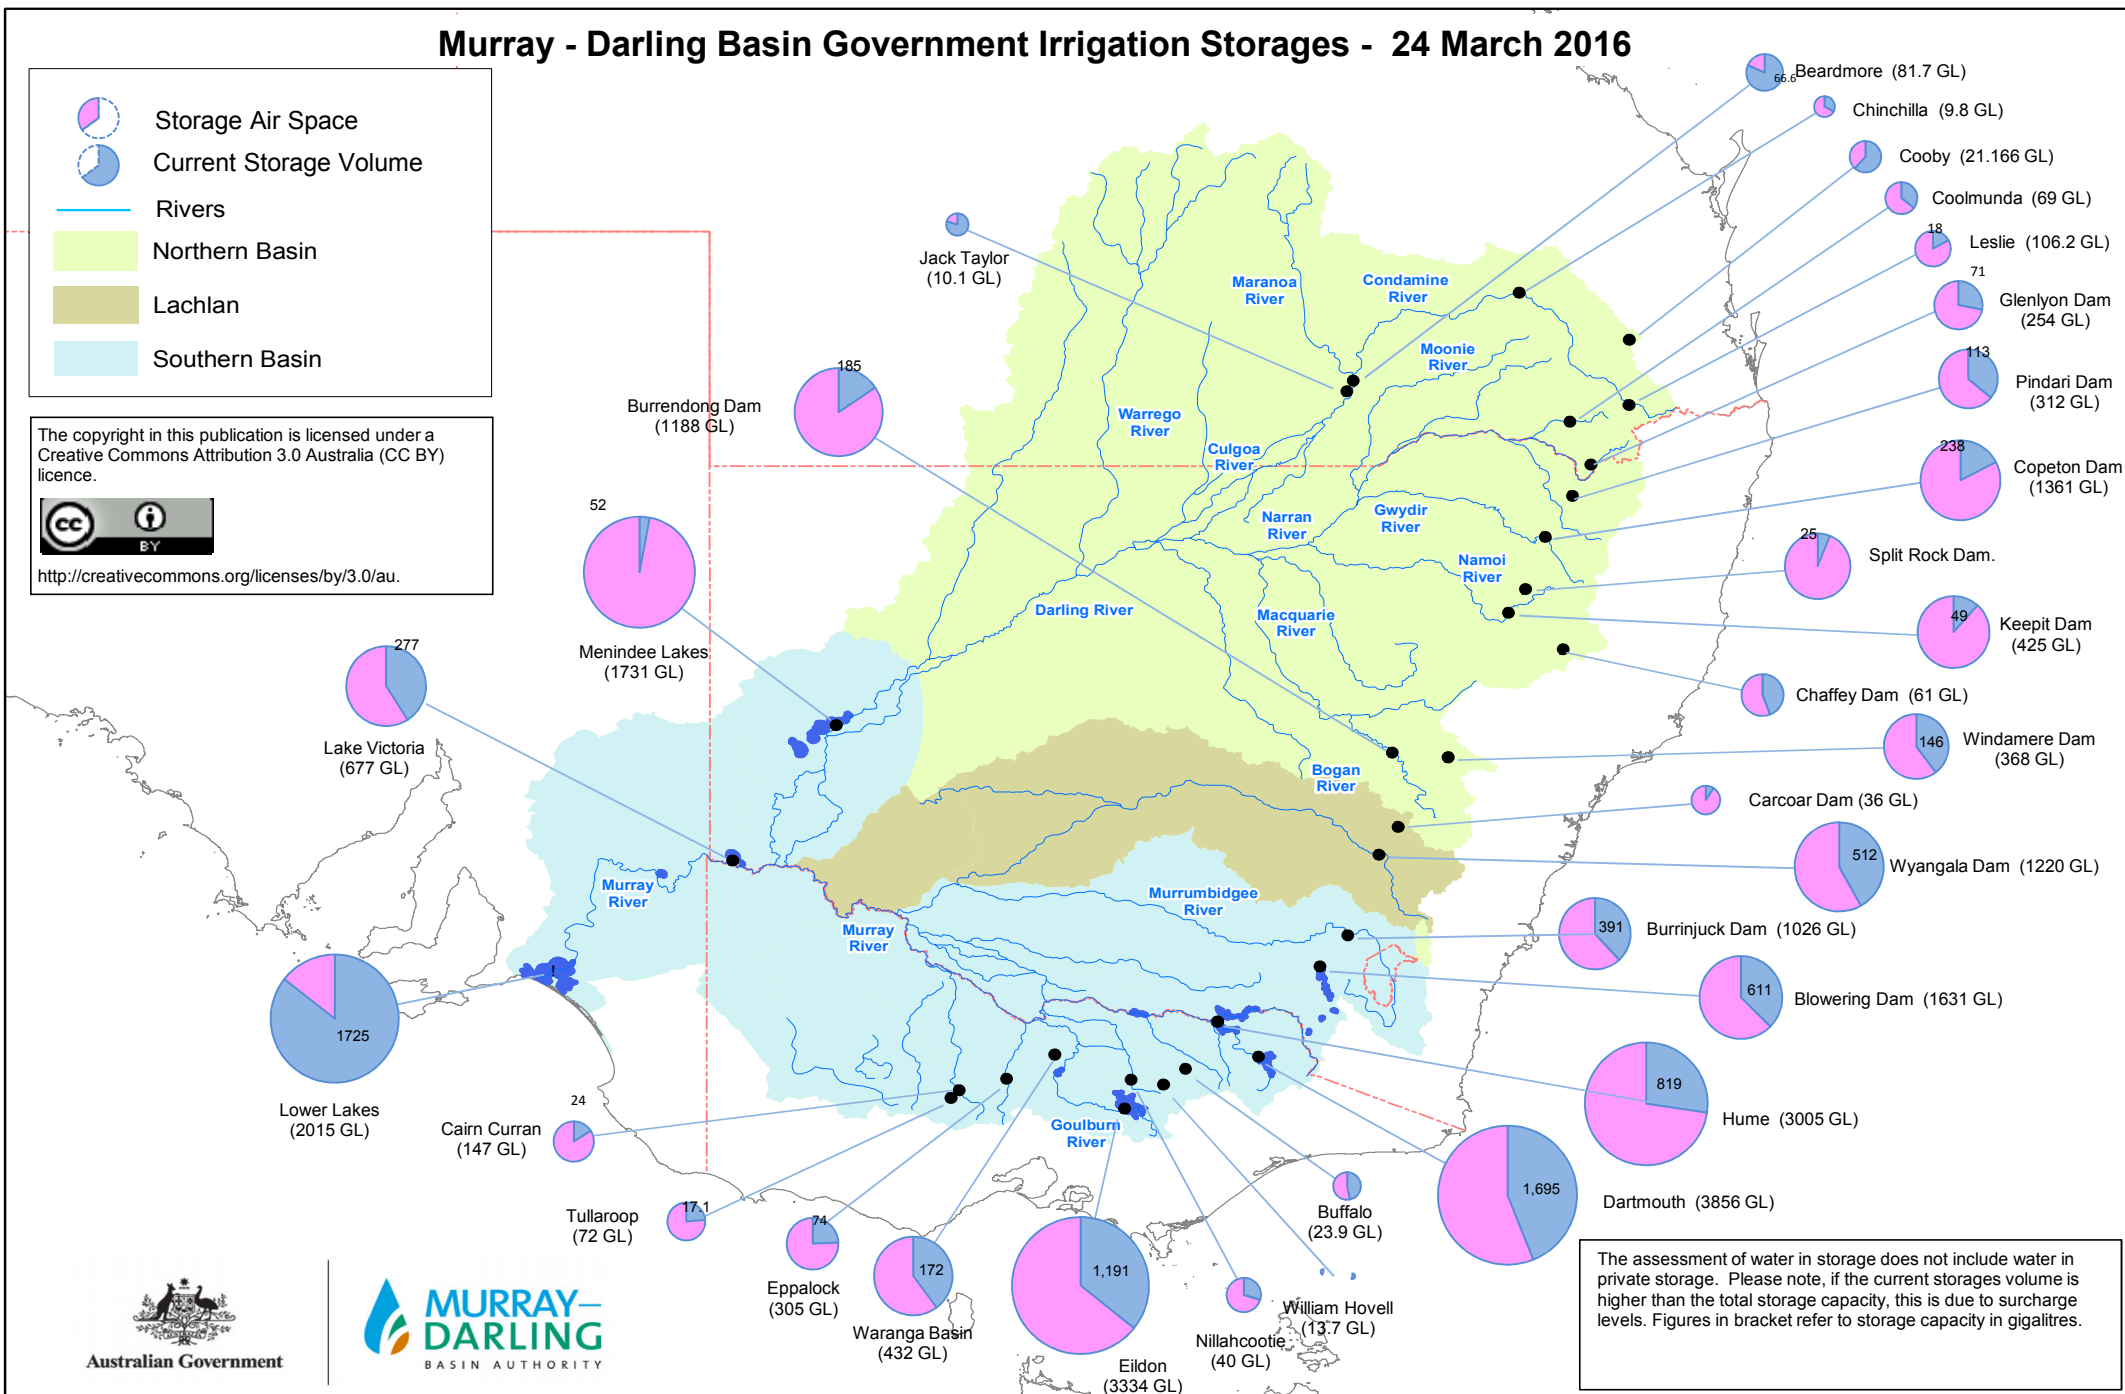 Murray - Darling Basin Government Irrigation Storages - 24 March 2016
Storage Air Space
Current Storage Volume
Rivers
Northern Basin
Lachlan
Southern Basin
The copyright in this publication is licensed under a
Creative Commons Attribution 3.0 Australia (CC BY)
licence.
cc
BY
http://creativecommons.org/licenses/by/3.0/au.
66.6
Beardmore (81.7 GL)
Chinchilla (9.8 GL)
Cooby (21.166 GL)
Coolmunda (69 GL)
18
Leslie (106.2 GL)
71
Glenlyon Dam
(254 GL)
113
Pindari Dam
(312 GL)
238
Copeton Dam
(1361 GL)
25
Split Rock Dam.
49
Keepit Dam
(425 GL)
Chaffey Dam (61 GL)
146
Windamere Dam
(368 GL)
Carcoar Dam (36 GL)
512
Wyangala Dam (1220 GL)
391
Burrinjuck Dam (1026 GL)
611
Blowering Dam (1631 GL)
819
Hume (3005 GL)
1,695
Dartmouth (3856 GL)
Jack Taylor
(10.1 GL)
185
Burrendong Dam
(1188 GL)
52
Menindee Lakes
(1731 GL)
277
Lake Victoria
(677 GL)
1725
Lower Lakes
(2015 GL)
24
Cairn Curran
(147 GL)
17.1
Tullaroop
(72 GL)
74
Eppalock
(305 GL)
172
Waranga Basin
(432 GL)
1,191
Eildon
(3334 GL)
Nillahcootie
(40 GL)
William Hovell
(13.7 GL)
Buffalo
(23.9 GL)
Maranoa
River
Condamine
River
Moonie
River
Warrego
River
Culgoa
River
Narran
River
Gwydir
River
Namoi
River
Darling River
Macquarie
River
Bogan
River
Murray
River
Murrumbidgee
River
Murray
River
Goulburn
River
Australian Government
MURRAY–
DARLING
BASIN AUTHORITY
The assessment of water in storage does not include water in
private storage. Please note, if the current storages volume is
higher than the total storage capacity, this is due to surcharge
levels. Figures in bracket refer to storage capacity in gigalitres.